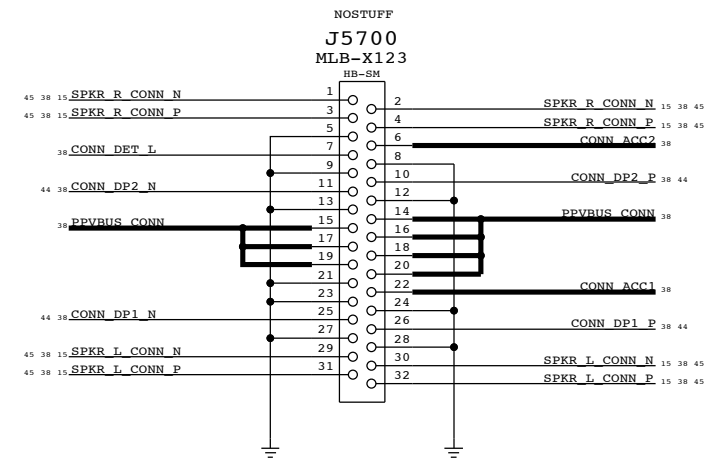 NOSTUFF
J5700
MLB-X123
HB-SM
45 38 15 SPKR_R_CONN_N 1
2 SPKR_R_CONN_N 15 38 45
45 38 15 SPKR_R_CONN_P 3
4 SPKR_R_CONN_P 15 38 45
5
6 CONN_ACC2 38
38 CONN_DET_L 7
8
9
10 CONN_DP2_P 38 44
44 38 CONN_DP2_N 11
12
13
14 PPVBUS_CONN 38
38 PPVBUS_CONN 15
16
17
18
19
20
21
22 CONN_ACC1 38
23
24
44 38 CONN_DP1_N 25
26 CONN_DP1_P 38 44
27
28
45 38 15 SPKR_L_CONN_N 29
30 SPKR_L_CONN_N 15 38 45
45 38 15 SPKR_L_CONN_P 31
32 SPKR_L_CONN_P 15 38 45